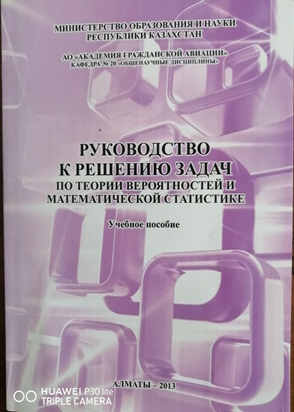 МИНИСТЕРСТВО ОБРАЗОВАНИЯ И НАУКИ
РЕСПУБЛИКИ КАЗАХСТАН
АО «АКАДЕМИЯ ГРАЖДАНСКОЙ АВИАЦИИ»
КАФЕДРА № 20 «ОБЩЕНАУЧНЫЕ ДИСЦИПЛИНЫ»
РУКОВОДСТВО
К РЕШЕНИЮ ЗАДАЧ
ПО ТЕОРИИ ВЕРОЯТНОСТЕЙ И
МАТЕМАТИЧЕСКОЙ СТАТИСТИКЕ
Учебное пособие
АЛМАТЫ – 2013
HUAWEI P30 lite
TRIPLE CAMERA